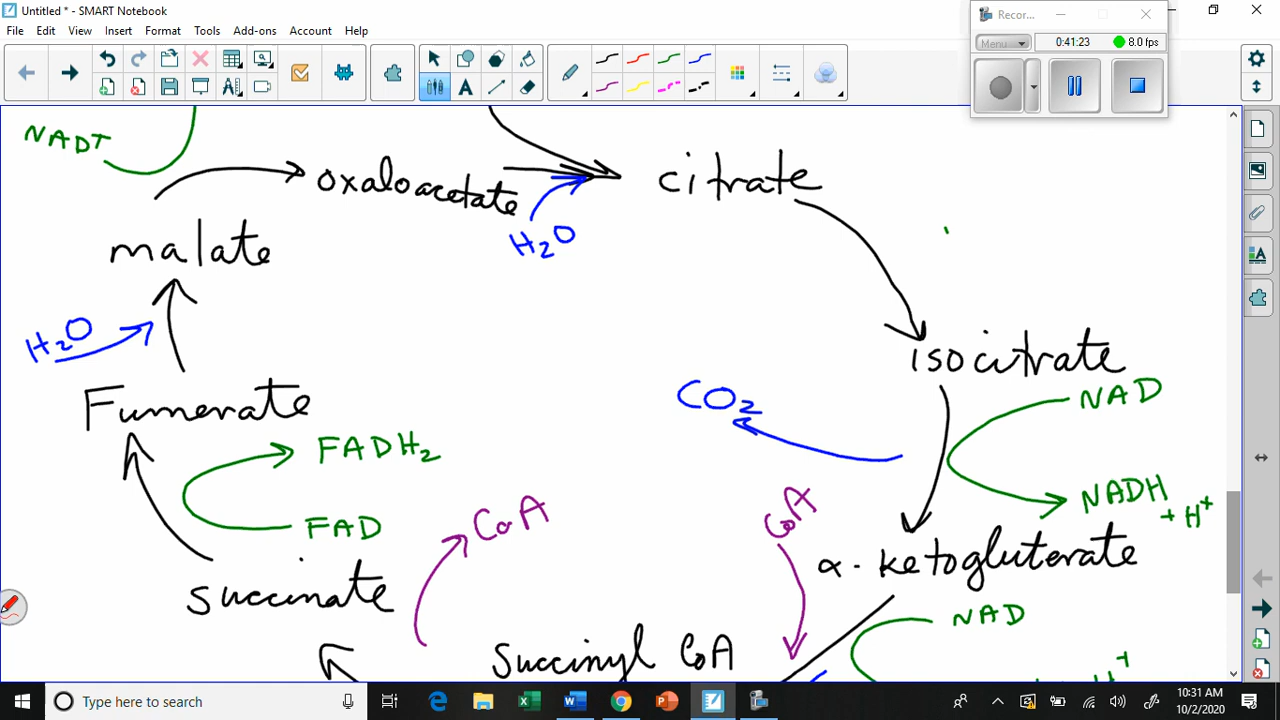 Untitled * - SMART Notebook
File Edit View Insert Format Tools Add-ons Account Help
Recor...
Menu
0:41:23
8.0 fps
NAD+
oxaloacetate
citrate
H2O
malate
H2O
isocitrate
NAD
CO2
Fumerate
FADH2
NADH
+ H+
CoA
CoA
FAD
α-ketogluterate
succinate
NAD
Succinyl CoA
H+
Type here to search
10:31 AM
10/2/2020